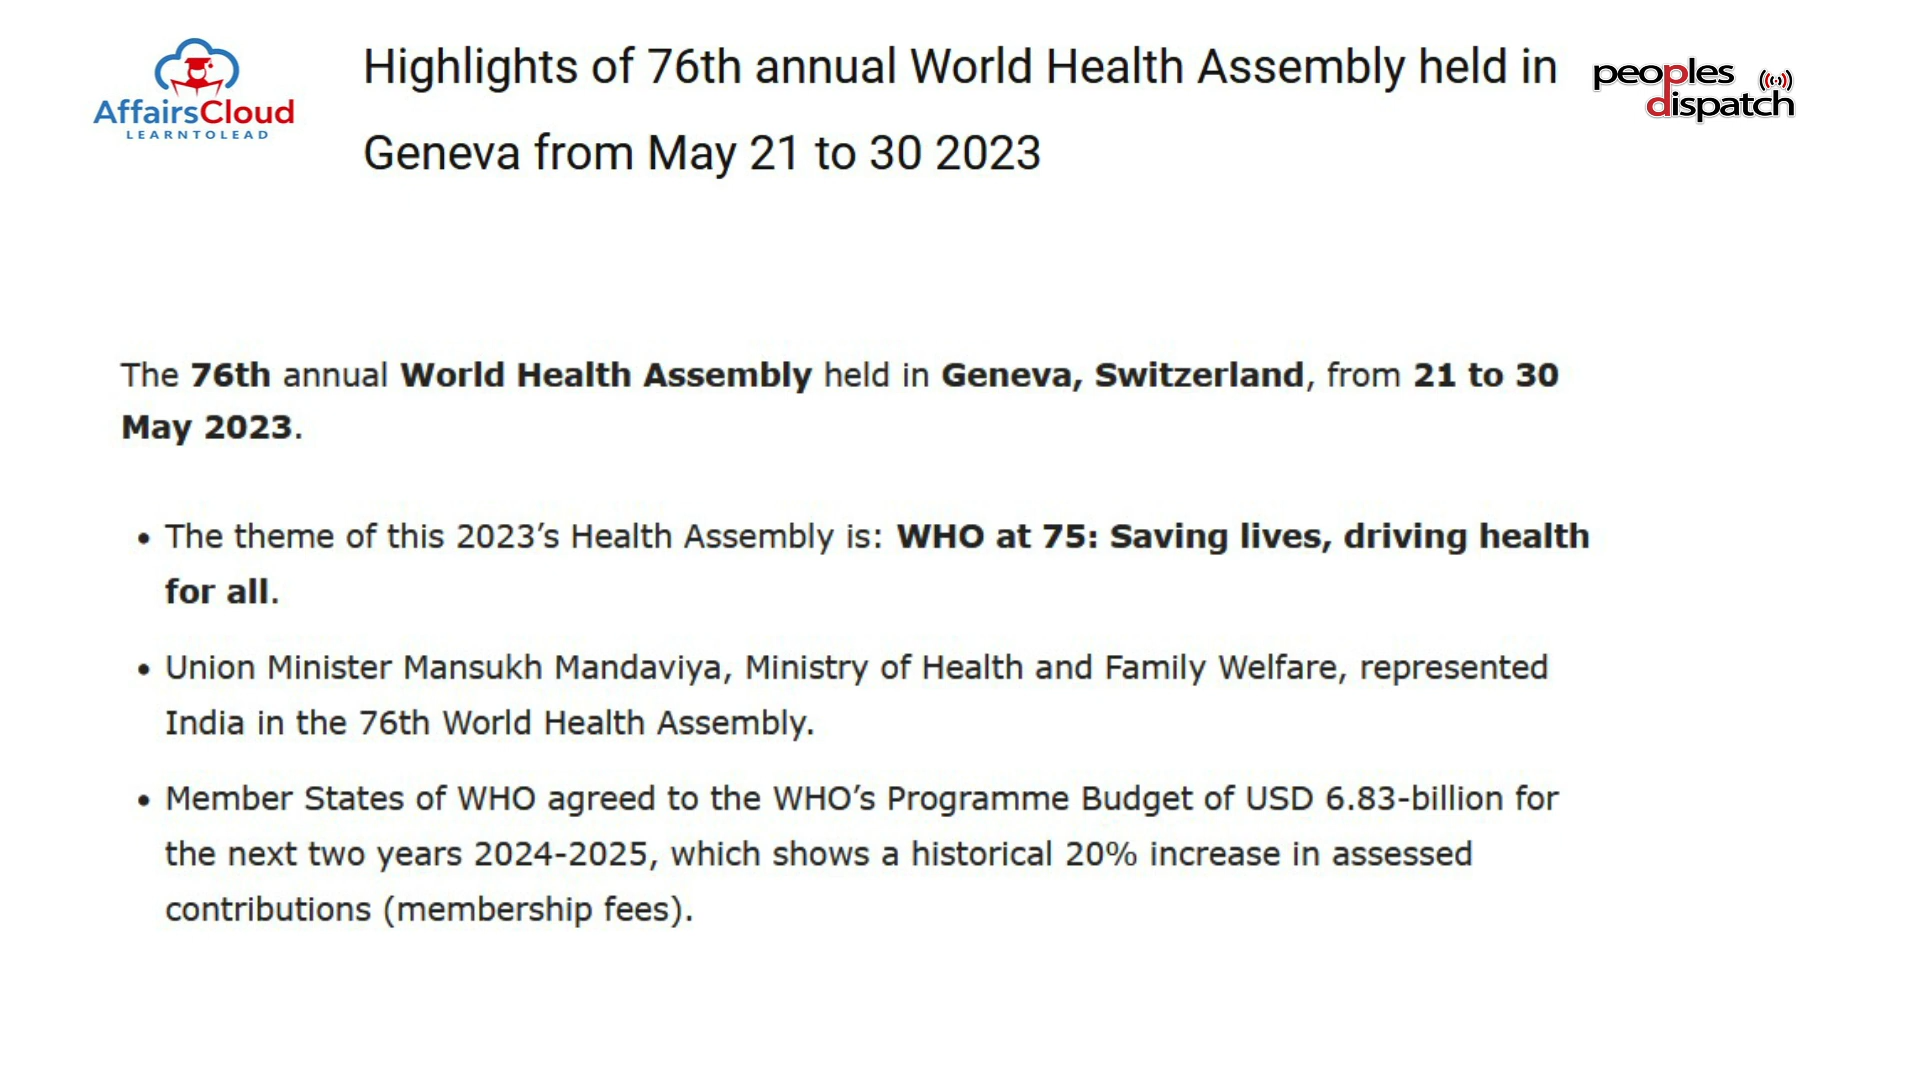 AffairsCloud
LEARNTOLEAD
Highlights of 76th annual World Health Assembly held in
Geneva from May 21 to 30 2023
peoples
dispatch
The 76th annual World Health Assembly held in Geneva, Switzerland, from 21 to 30
May 2023.
• The theme of this 2023’s Health Assembly is: WHO at 75: Saving lives, driving health
for all.
• Union Minister Mansukh Mandaviya, Ministry of Health and Family Welfare, represented
India in the 76th World Health Assembly.
• Member States of WHO agreed to the WHO’s Programme Budget of USD 6.83-billion for
the next two years 2024-2025, which shows a historical 20% increase in assessed
contributions (membership fees).